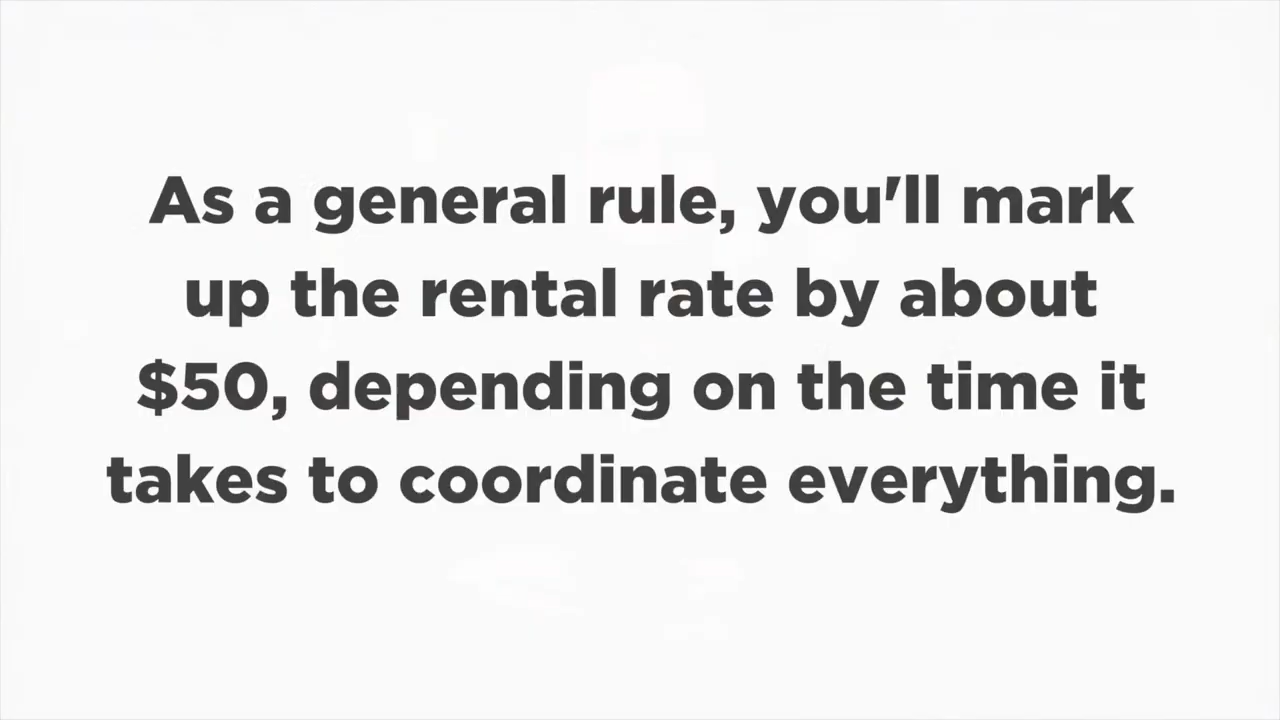 As a general rule, you'll mark
up the rental rate by about
$50, depending on the time it
takes to coordinate everything.